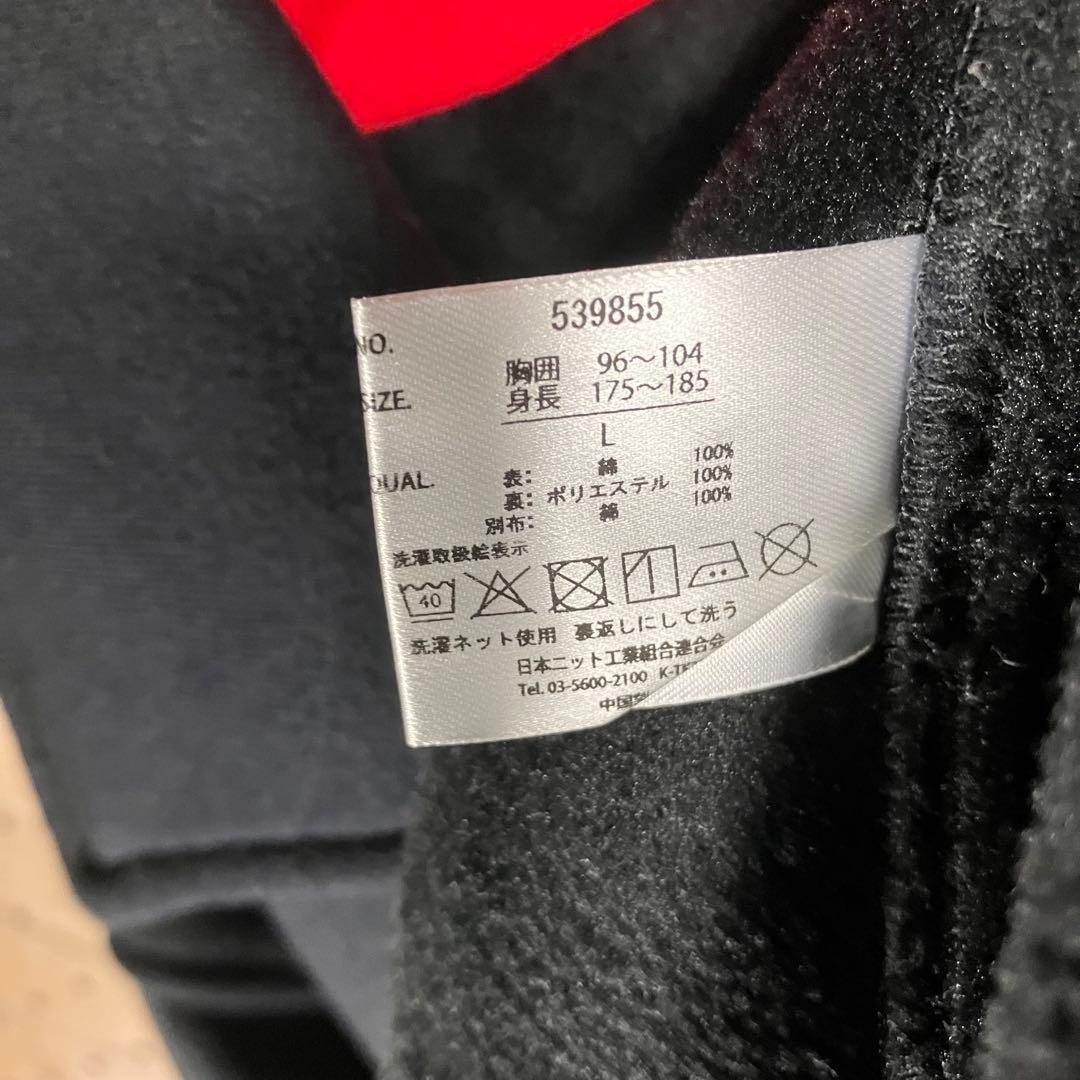 NO. 539855
SIZE. 胸囲 96〜104
身長 175〜185
L
QUAL. 表: 綿 100%
裏: ポリエステル 100%
別布: 綿 100%
洗濯取扱絵表示
40
洗濯ネット使用 裏返しにして洗う
日本ニット工業組合連合会
Tel. 03-5600-2100
中国